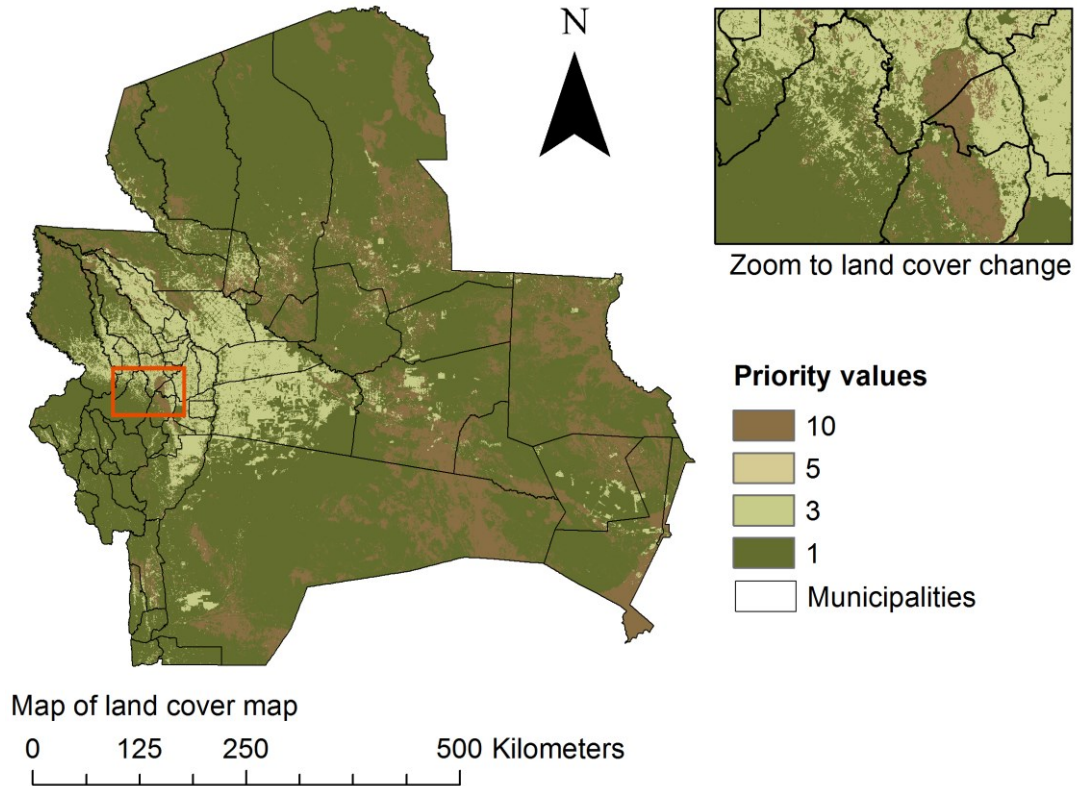 N
Zoom to land cover change
Priority values
10
5
3
1
Municipalities
Map of land cover map
0 125 250 500 Kilometers